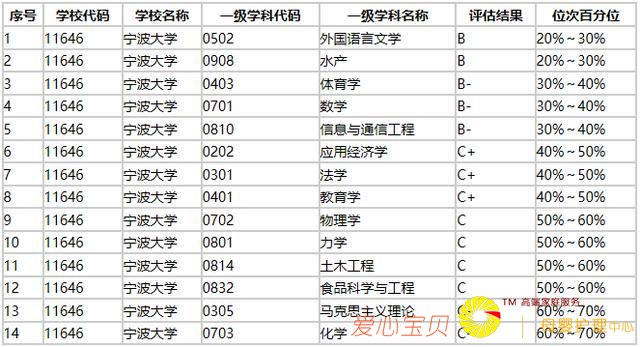 序号 学校代码 学校名称 一级学科代码 一级学科名称 评估结果 位次百分位
1 11646 宁波大学 0502 外国语言文学 B 20%~30%
2 11646 宁波大学 0908 水产 B 20%~30%
3 11646 宁波大学 0403 体育学 B- 30%~40%
4 11646 宁波大学 0701 数学 B- 30%~40%
5 11646 宁波大学 0810 信息与通信工程 B- 30%~40%
6 11646 宁波大学 0202 应用经济学 C+ 40%~50%
7 11646 宁波大学 0301 法学 C+ 40%~50%
8 11646 宁波大学 0401 教育学 C+ 40%~50%
9 11646 宁波大学 0702 物理学 C 50%~60%
10 11646 宁波大学 0801 力学 C 50%~60%
11 11646 宁波大学 0814 土木工程 C 50%~60%
12 11646 宁波大学 0832 食品科学与工程 C 50%~60%
TM 高端家庭服务
13 11646 宁波大学 0305 马克思主义理论 C- 60%~70%
爱心宝贝 母婴护理中心
14 11646 宁波大学 0703 化学 C- 60%~70%